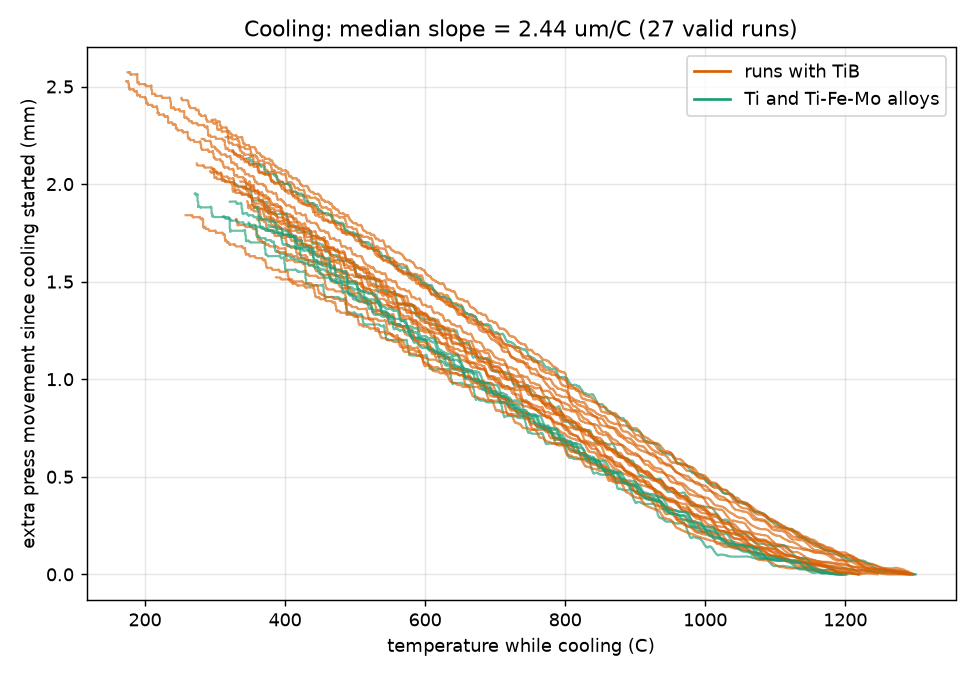 Cooling: median slope = 2.44 um/C (27 valid runs)
runs with TiB
Ti and Ti-Fe-Mo alloys
extra press movement since cooling started (mm)
2.5
2.0
1.5
1.0
0.5
0.0
200 400 600 800 1000 1200
temperature while cooling (C)